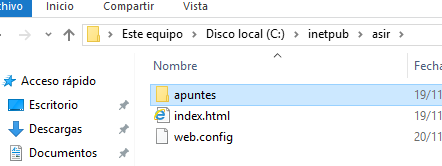 Archivo Inicio Compartir Vista
Este equipo › Disco local (C:) › inetpub › asir ›
Nombre
Fecha
Acceso rápido
apuntes 19/11
Escritorio
index.html 19/11
Descargas
web.config 20/11
Documentos